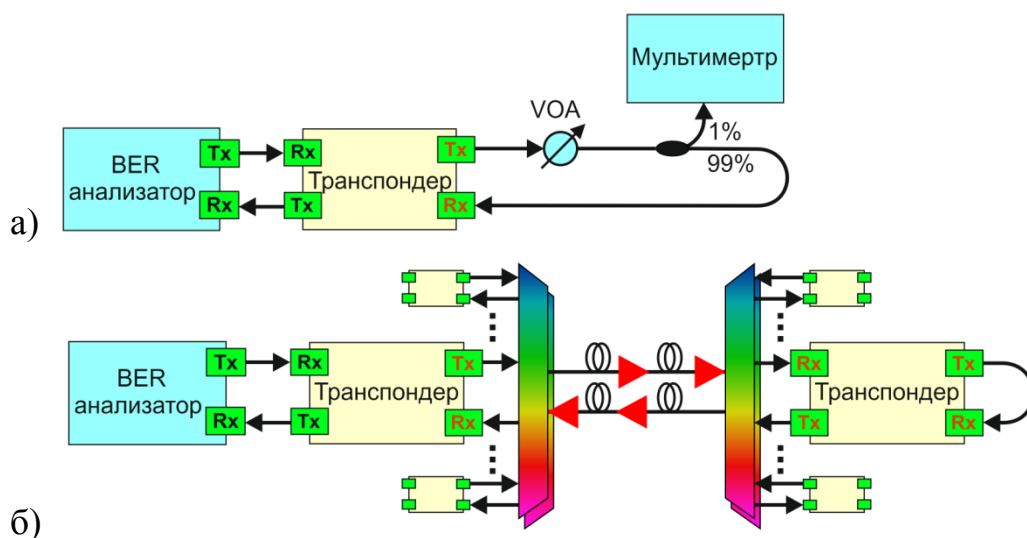 Мультимертр
VOA
1%
99%
BER
анализатор
Tx
Rx
Rx
Tx
Транспондер
Tx
Rx
а)
BER
анализатор
Tx
Rx
Rx
Tx
Транспондер
Tx
Rx
Rx
Tx
Транспондер
Tx
Rx
б)